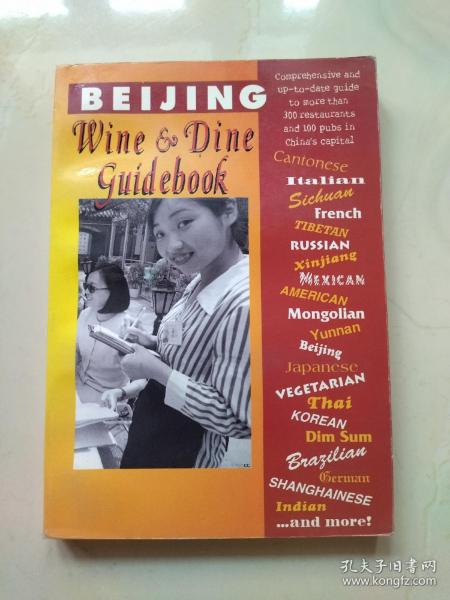 BEIJING
Wine & Dine
Guidebook
Comprehensive and
up-to-date guide
to more than
300 restaurants
and 100 pubs in
China's capital
Cantonese
Italian
Sichuan
French
TIBETAN
RUSSIAN
Xinjiang
MEXICAN
AMERICAN
Mongolian
Yunnan
Beijing
Japanese
VEGETARIAN
Thai
KOREAN
Dim Sum
Brazilian
German
SHANGHAINESE
Indian
...and more!
孔夫子旧书网
www.kongfz.com